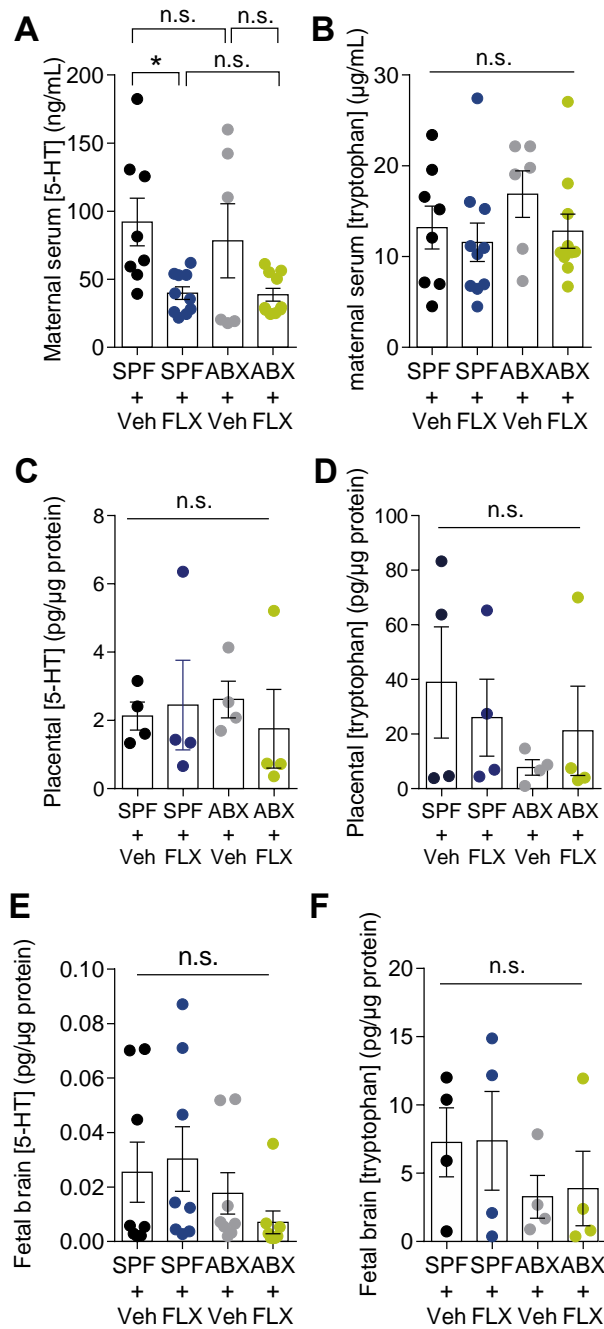 A
n.s.
n.s.
*
n.s.
Maternal serum [5-HT] (ng/mL)
200
150
100
50
0
SPF SPF ABX ABX
+ + + +
Veh FLX Veh FLX
B
n.s.
maternal serum [tryptophan] (µg/mL)
30
20
10
0
SPF SPF ABX ABX
+ + + +
Veh FLX Veh FLX
C
n.s.
Placental [5-HT] (pg/µg protein)
8
6
4
2
0
SPF SPF ABX ABX
+ + + +
Veh FLX Veh FLX
D
n.s.
Placental [tryptophan] (pg/µg protein)
100
80
60
40
20
0
SPF SPF ABX ABX
+ + + +
Veh FLX Veh FLX
E
n.s.
Fetal brain [5-HT] (pg/µg protein)
0.10
0.08
0.06
0.04
0.02
0.00
SPF SPF ABX ABX
+ + + +
Veh FLX Veh FLX
F
n.s.
Fetal brain [tryptophan] (pg/µg protein)
20
15
10
5
0
SPF SPF ABX ABX
+ + + +
Veh FLX Veh FLX